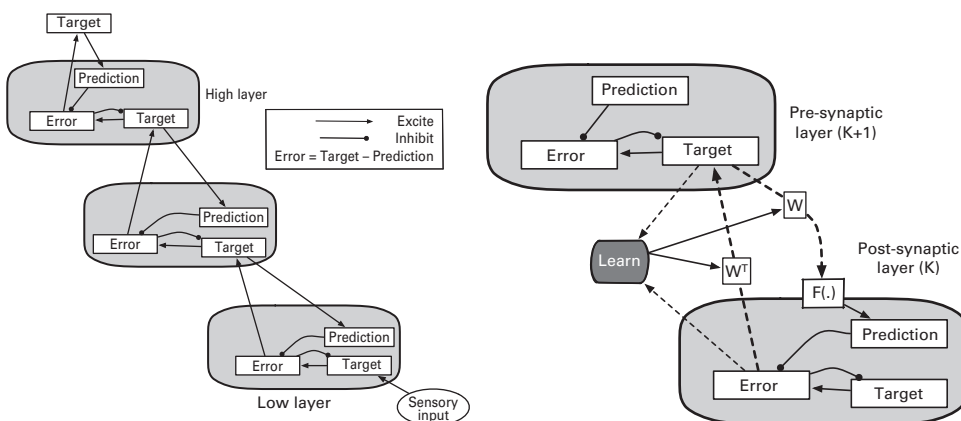 Target
Prediction
Error
Target
High layer
Excite
Inhibit
Error = Target – Prediction
Prediction
Error
Target
Prediction
Error
Target
Low layer
Sensory
input
Prediction
Error
Target
Pre-synaptic
layer (K+1)
W
Learn
Wᵀ
Post-synaptic
layer (K)
F(.)
Prediction
Error
Target